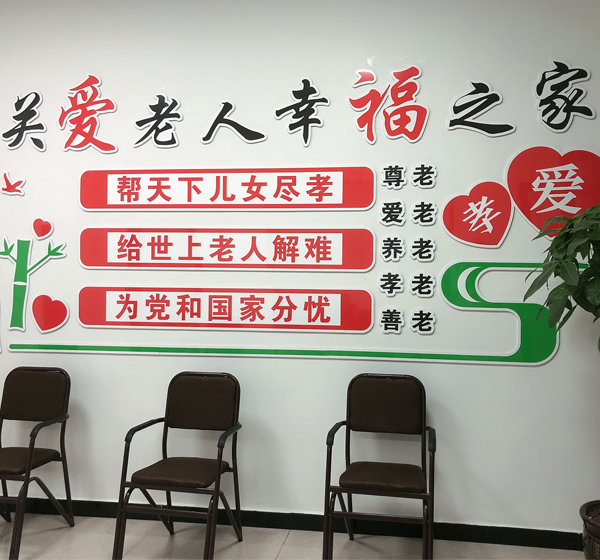 关爱老人幸福之家
帮天下儿女尽孝
给世上老人解难
为党和国家分忧
尊老
爱老
养老
孝老
善老
孝
爱